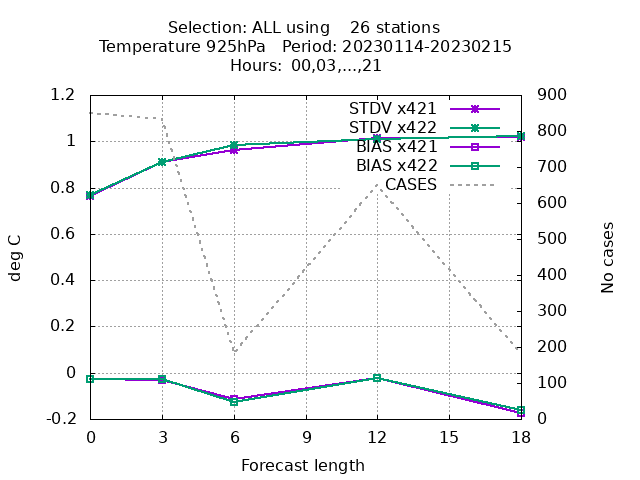 Selection: ALL using    26 stations
Temperature 925hPa   Period: 20230114-20230215
Hours:  00,03,...,21
1.2
1
0.8
0.6
0.4
0.2
0
-0.2
deg C
STDV x421
STDV x422
BIAS x421
BIAS x422
CASES
900
800
700
600
500
400
300
200
100
0
No cases
0 3 6 9 12 15 18
Forecast length